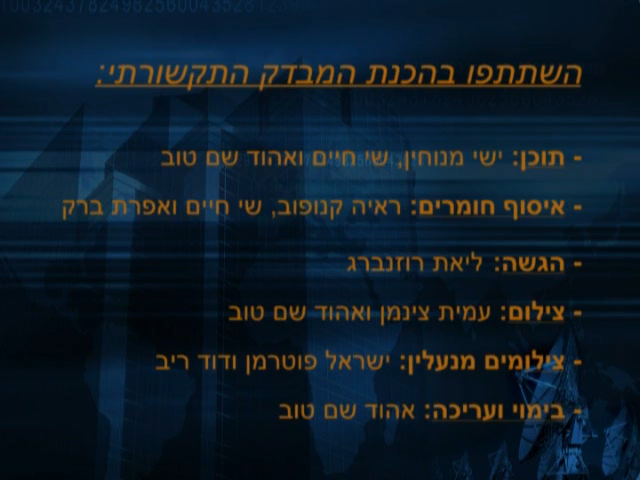 השתתפו בהכנת המבדק התקשורתי:
- תוכן: ישי מנוחין, שי חיים ואהוד שם טוב
- איסוף חומרים: ראיה קנופוב, שי חיים ואפרת ברק
- הגשה: ליאת רוזנברג
- צילום: עמית צינמן ואהוד שם טוב
- צילומים מנעלין: ישראל פוטרמן ודוד ריב
- בימוי ועריכה: אהוד שם טוב